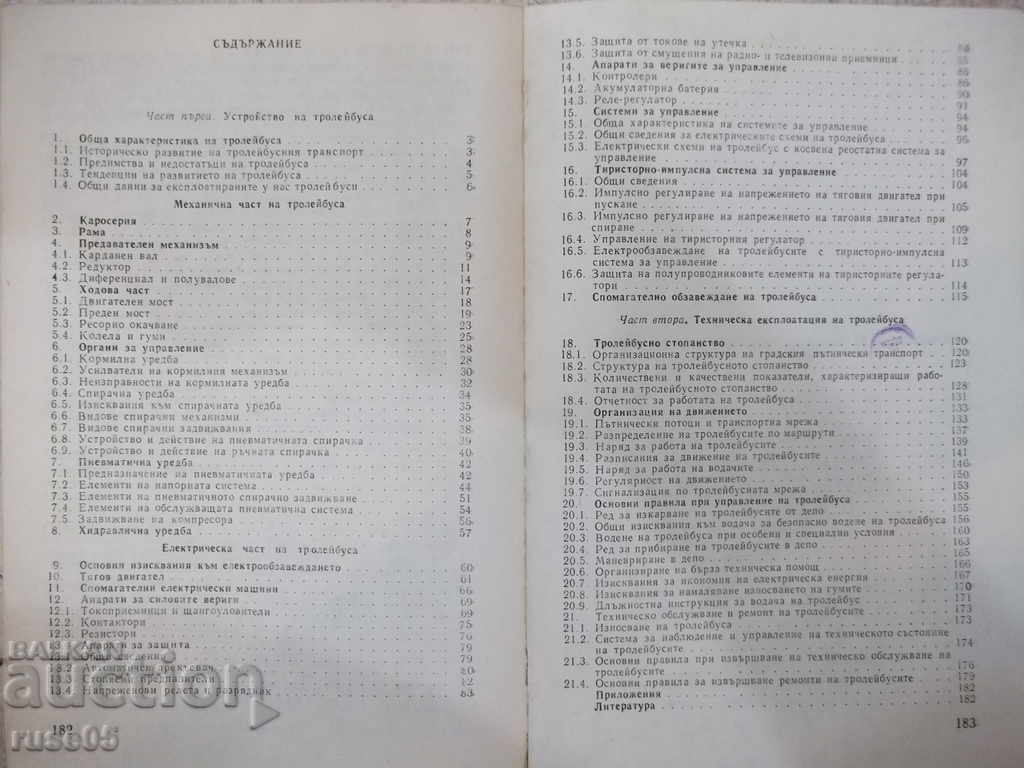 СЪДЪРЖАНИЕ
Част първа. Устройство на тролейбуса
1. Обща характеристика на тролейбуса 3
1.1. Историческо развитие на тролейбусния транспорт 3
1.2. Предимства и недостатъци на тролейбуса 4
1.3. Тенденции на развитието на тролейбуса 5
1.4. Общи данни за експлоатираните у нас тролейбуси 6
Механична част на тролейбуса
2. Каросерия 7
3. Рама 8
4. Предавателен механизъм 9
4.1. Карданен вал 9
4.2. Редуктор 11
4.3. Диференциал и полувалове 14
5. Ходова част 17
5.1. Двигателен мост 18
5.2. Преден мост 19
5.3. Ресорно окачване 23
5.4. Колела и гуми 25
6. Органи за управление 28
6.1. Кормилна уредба 28
6.2. Усилватели на кормилния механизъм 30
6.3. Неизправности на кормилната уредба 32
6.4. Спирачна уредба 34
6.5. Изисквания към спирачната уредба 35
6.6. Видове спирачни механизми 35
6.7. Видове спирачни задвижвания 38
6.8. Устройство и действие на пневматичната спирачка 39
6.9. Устройство и действие на ръчната спирачка 40
7. Пневматична уредба 42
7.1. Предназначение на пневматичната уредба 42
7.2. Елементи на напорната система 44
7.3. Елементи на пневматичното спирачно задвижване 51
7.4. Елементи на обслужващата пневматична система 54
7.5. Задвижване на компресора 56
8. Хидравлична уредба 57
Електрическа част на тролейбуса
9. Основни изисквания към електрообзавеждането 60
10. Тягов двигател 61
11. Спомагателни електрически машини 66
12. Апарати за силовите вериги 69
12.1. Токоприемници и щангоуловители 69
12.2. Контактори 75
12.3. Резистори 76
13. Апарати за защита 79
13.1. Общи сведения 79
13.2. Автоматичен прекъсвач
13.3. Стопяеми предпазители
13.4. Напреженови релета и разрядник 83
182
13.5. Защита от токове на утечка
13.6. Защита от смущения на радио- и телевизионни приемници
14. Апарати за веригите за управление
14.1. Контролери
14.2. Акумулаторна батерия
14.3. Реле-регулатор
15. Системи за управление
15.1 Обща характеристика на системите за управление 94
15.2. Общи сведения за електрическите схеми на тролейбуса 96
15.3. Електрически схеми на тролейбус с косвена реостатна система за
управление 97
16. Тиристорно-импулсна система за управление 104
16.1. Общи сведения 104
16.2. Импулсно регулиране на напрежението на тяговия двигател при
пускане 105
16.3. Импулсно регулиране на напрежението на тяговия двигател при
спиране 109
16.4. Управление на тиристорния регулатор 112
16.5. Електрообзавеждане на тролейбусите с тиристорно-импулсна
система за управление 113
16.6. Защита на полупроводниковите елементи на тиристорните регула-
тори 114
17. Спомагателно обзавеждане на тролейбуса 115
Част втора. Техническа експлоатация на тролейбуса
18. Тролейбусно стопанство 120
18.1. Организационна структура на градския пътнически транспорт 120
18.2. Структура на тролейбусното стопанство 123
18.3. Количествени и качествени показатели, характеризиращи рабо-
тата на тролейбусното стопанство 128
18.4. Отчетност за работата на тролейбуса 131
19. Организация на движението 133
19.1. Пътнически потоци и транспортна мрежа 133
19.2. Разпределение на тролейбусите по маршрути 137
19.3. Наряд за работа на тролейбусите 139
19.4. Разписания за движение на тролейбусите 141
19.5. Наряд за работа на водачите 146
19.6. Регулярност на движението 150
19.7. Сигнализация по тролейбусната мрежа 153
20. Основни правила при управление на тролейбуса 155
20.1. Ред за изкарване на тролейбусите от депо 155
20.2. Общи изисквания към водача за безопасно водене на тролейбуса 156
20.3. Водене на тролейбуса при особени и специални условия 160
20.4. Ред за прибиране на тролейбусите в депо 163
20.5. Маневриране в депо 165
20.6. Организиране на бърза техническа помощ 166
20.7 Изисквания за икономия на електрическа енергия 167
20.8. Изисквания за намаляване износването на гумите 170
20.9. Длъжностна инструкция за водача на тролейбус 171
21. Техническо обслужване и ремонт на тролейбусите 173
21.1. Износване на тролейбуса 173
21.2. Система за наблюдение и управление на техническото състояние
на тролейбусите 174
21.3. Основни правила при извършване на техническо обслужване на
тролейбусите 176
21.4. Основни правила за извършване ремонти на тролейбусите 179
Приложения 182
Литература 182
183
BALKAN
auction
ruse05